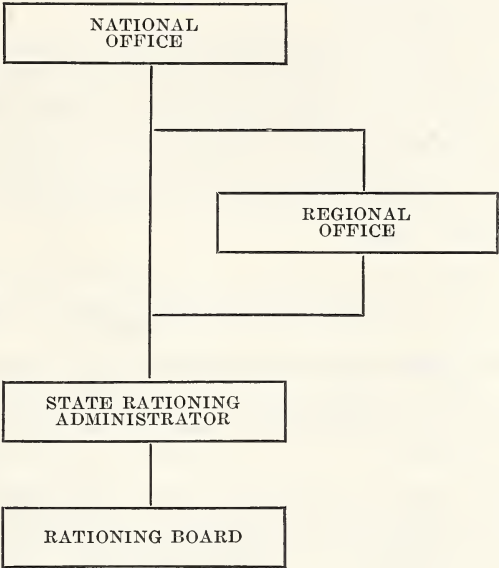 NATIONAL
OFFICE
REGIONAL
OFFICE
STATE RATIONING
ADMINISTRATOR
RATIONING BOARD